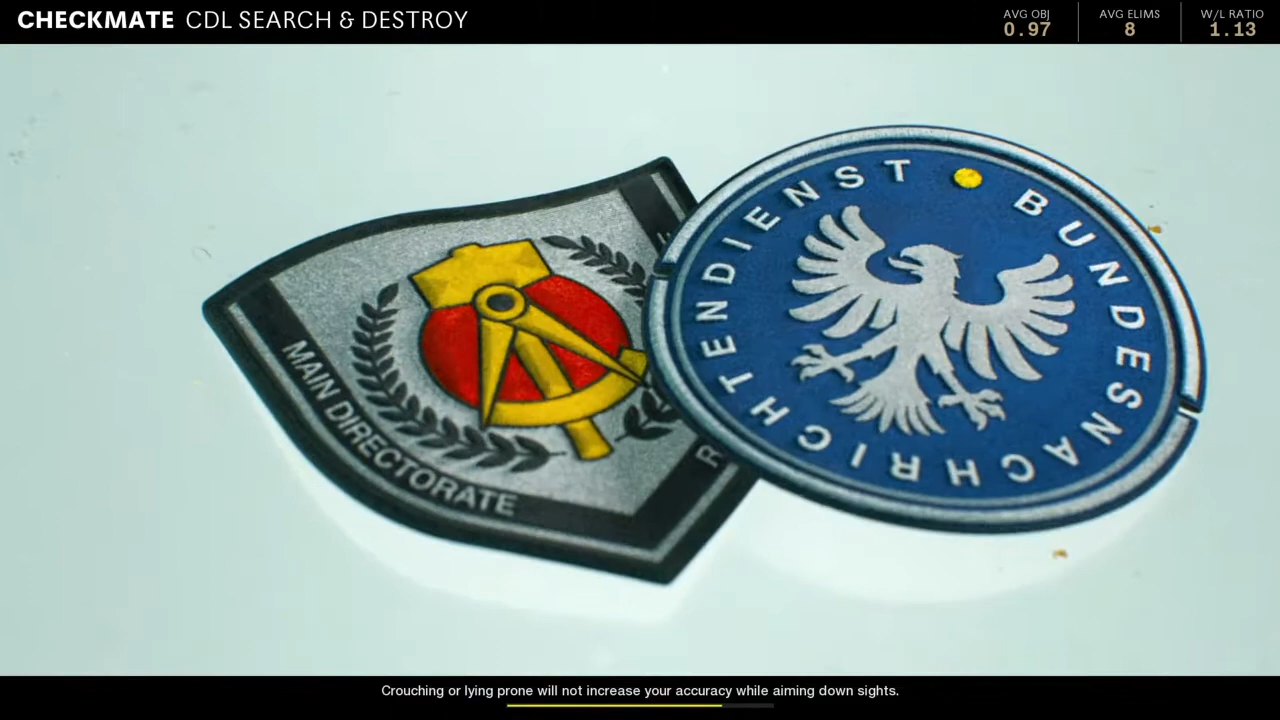 CHECKMATE CDL SEARCH & DESTROY
AVG OBJ
0.97
AVG ELIMS
8
W/L RATIO
1.13
MAIN DIRECTORATE
R
BUNDESNACHRICHTENDIENST
Crouching or lying prone will not increase your accuracy while aiming down sights.